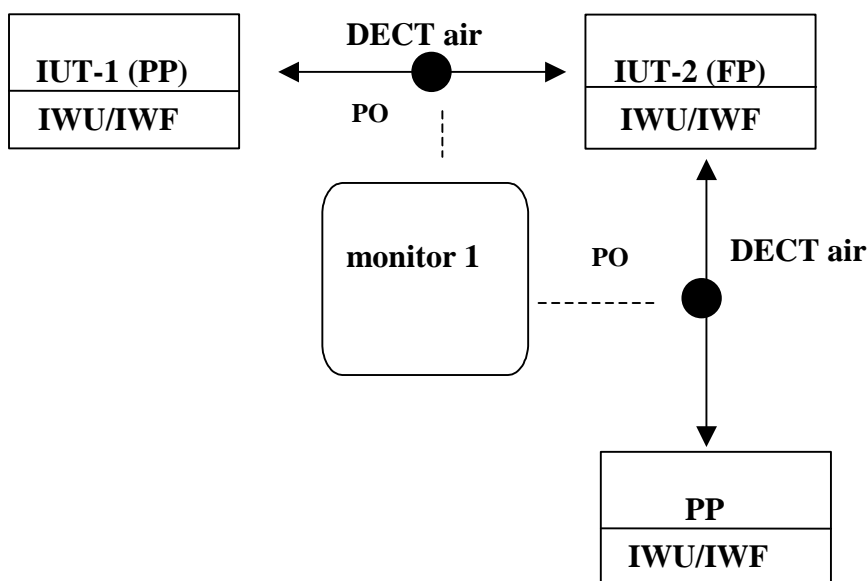 DECT air
IUT-1 (PP)
IWU/IWF
PO
IUT-2 (FP)
IWU/IWF
monitor 1
PO
DECT air
PP
IWU/IWF